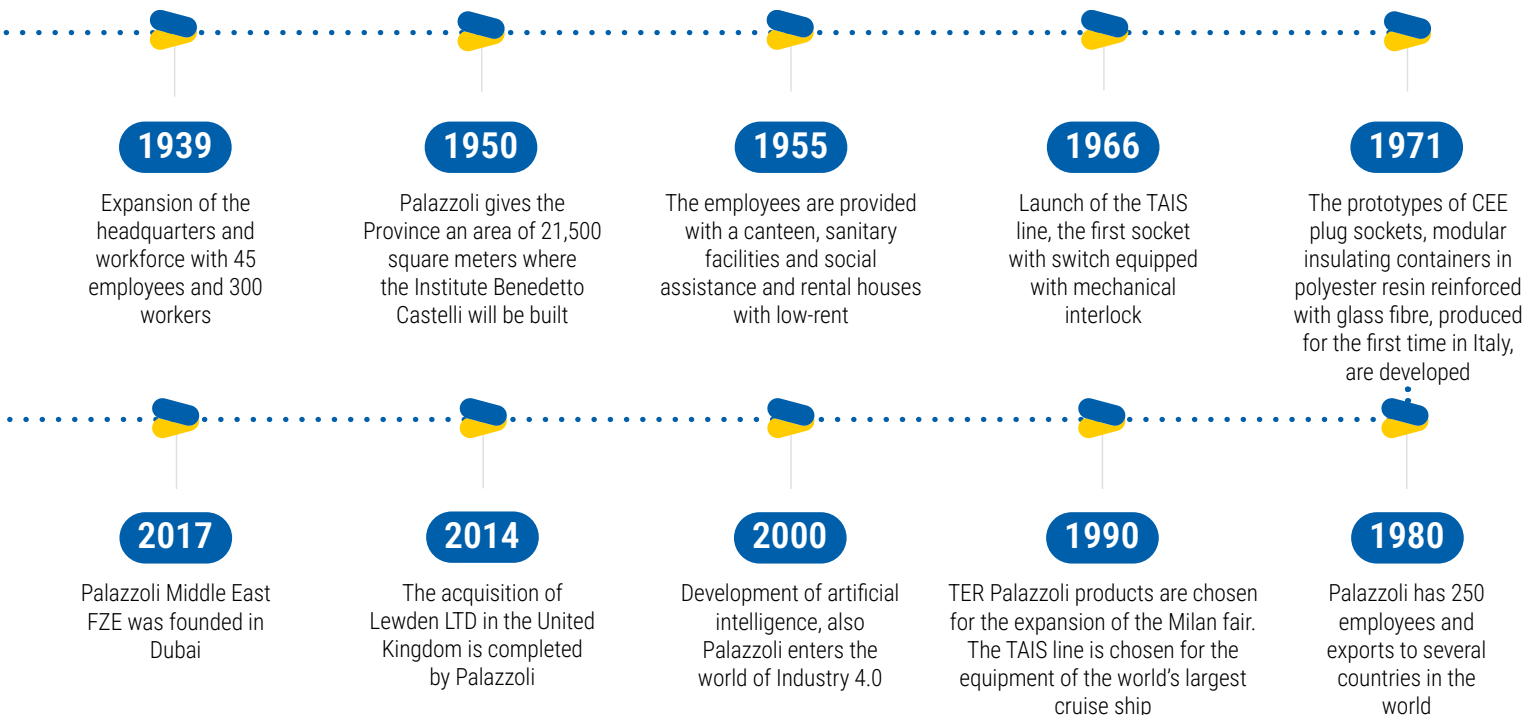 1939
Expansion of the
headquarters and
workforce with 45
employees and 300
workers
1950
Palazzoli gives the
Province an area of 21,500
square meters where
the Institute Benedetto
Castelli will be built
1955
The employees are provided
with a canteen, sanitary
facilities and social
assistance and rental houses
with low-rent
1966
Launch of the TAIS
line, the first socket
with switch equipped
with mechanical
interlock
1971
The prototypes of CEE
plug sockets, modular
insulating containers in
polyester resin reinforced
with glass fibre, produced
for the first time in Italy,
are developed
2017
Palazzoli Middle East
FZE was founded in
Dubai
2014
The acquisition of
Lewden LTD in the United
Kingdom is completed
by Palazzoli
2000
Development of artificial
intelligence, also
Palazzoli enters the
world of Industry 4.0
1990
TER Palazzoli products are chosen
for the expansion of the Milan fair.
The TAIS line is chosen for the
equipment of the world's largest
cruise ship
1980
Palazzoli has 250
employees and
exports to several
countries in the
world